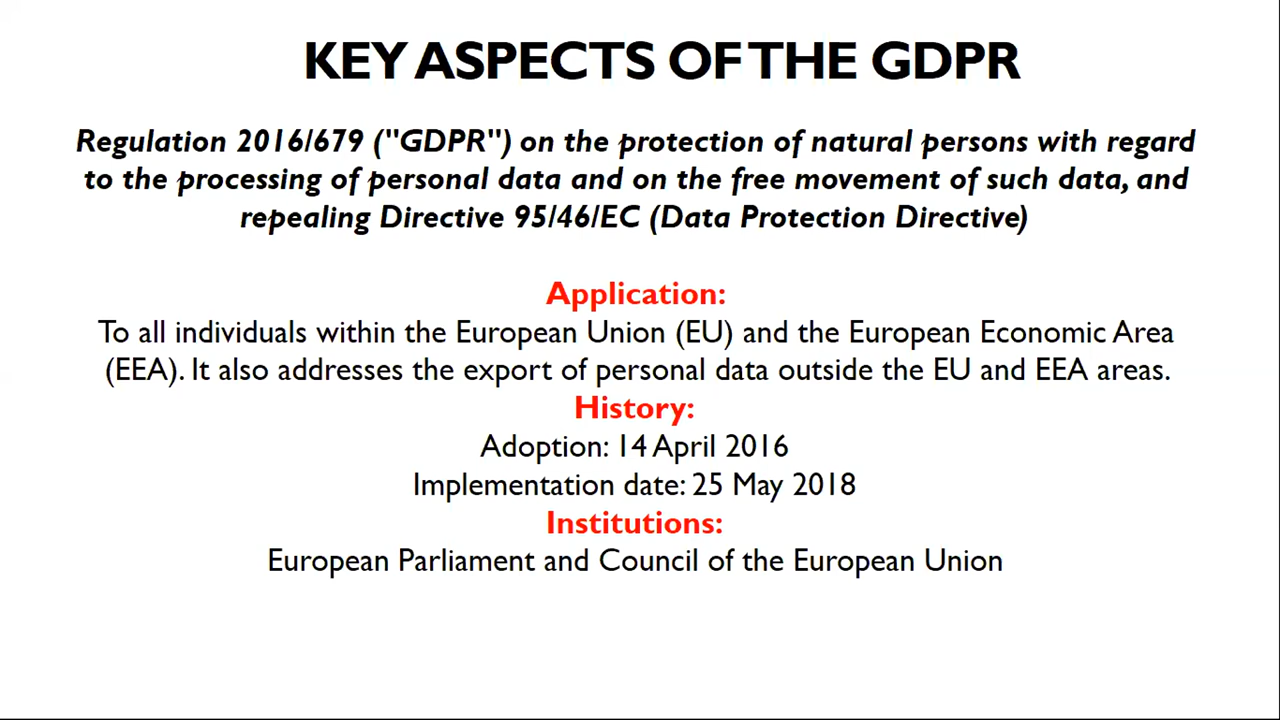 KEY ASPECTS OF THE GDPR
Regulation 2016/679 ("GDPR") on the protection of natural persons with regard
to the processing of personal data and on the free movement of such data, and
repealing Directive 95/46/EC (Data Protection Directive)
Application:
To all individuals within the European Union (EU) and the European Economic Area
(EEA). It also addresses the export of personal data outside the EU and EEA areas.
History:
Adoption: 14 April 2016
Implementation date: 25 May 2018
Institutions:
European Parliament and Council of the European Union